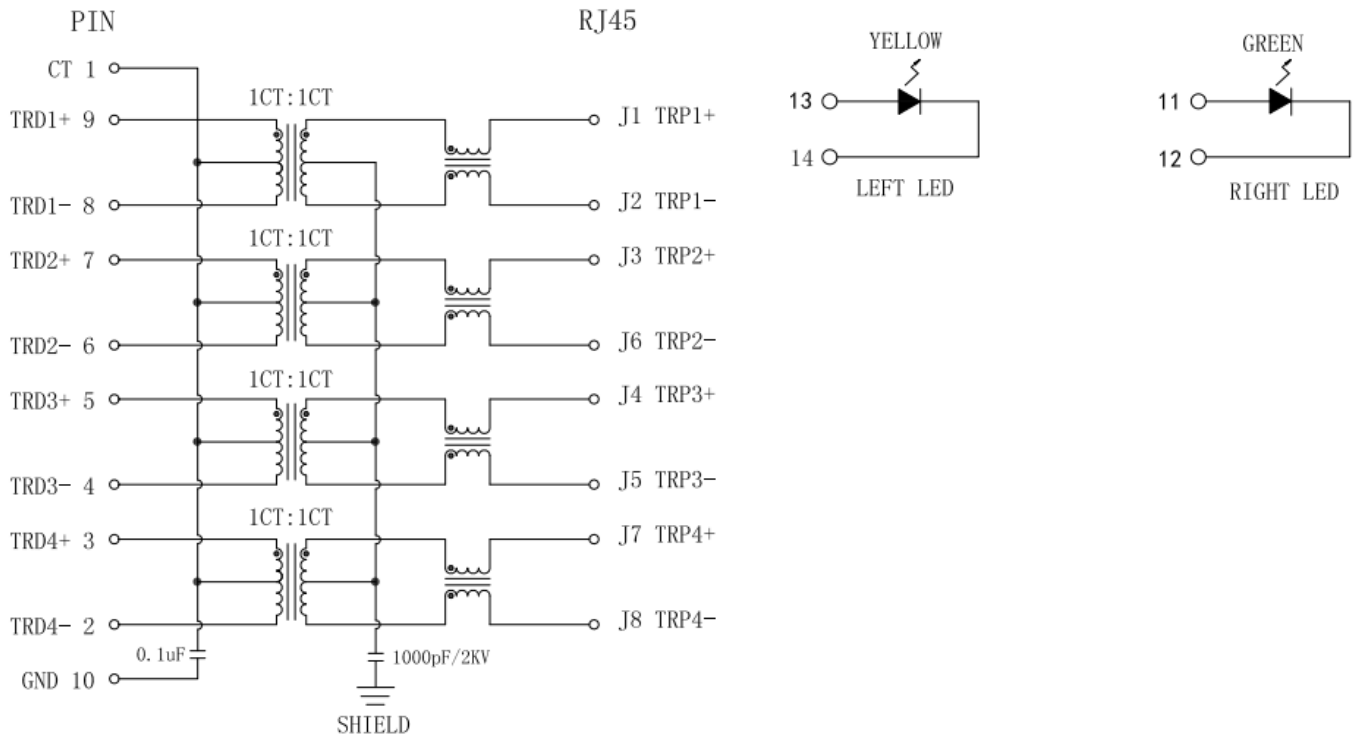 PIN
RJ45
CT 1
1CT:1CT
TRD1+ 9
J1 TRP1+
TRD1- 8
J2 TRP1-
1CT:1CT
TRD2+ 7
J3 TRP2+
TRD2- 6
J6 TRP2-
1CT:1CT
TRD3+ 5
J4 TRP3+
TRD3- 4
J5 TRP3-
1CT:1CT
TRD4+ 3
J7 TRP4+
TRD4- 2
J8 TRP4-
0.1uF
1000pF/2KV
GND 10
SHIELD
YELLOW
13
14
LEFT LED
GREEN
11
12
RIGHT LED